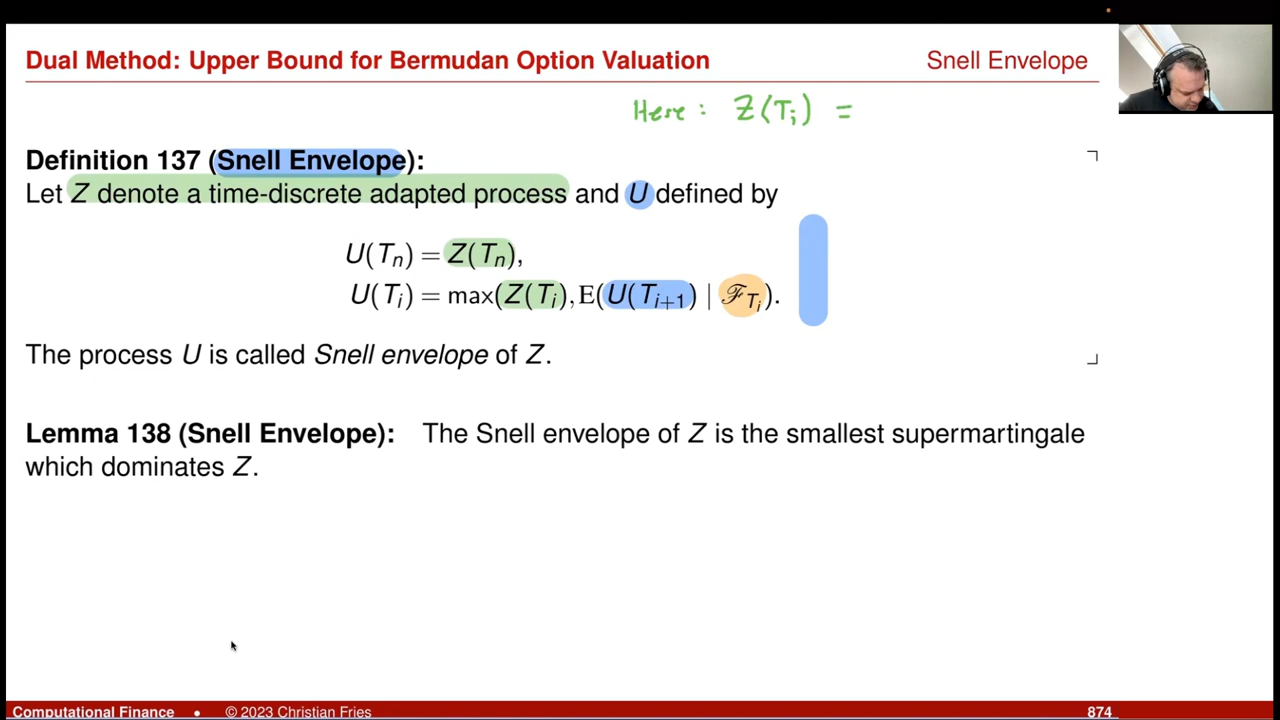 Dual Method: Upper Bound for Bermudan Option Valuation Snell Envelope
Here: Z(Tᵢ) =
Definition 137 (Snell Envelope):
Let Z denote a time-discrete adapted process and U defined by
U(Tₙ) = Z(Tₙ),
U(Tᵢ) = max(Z(Tᵢ), E(U(Tᵢ₊₁) | ℱ_Tᵢ).
The process U is called Snell envelope of Z.
Lemma 138 (Snell Envelope): The Snell envelope of Z is the smallest supermartingale
which dominates Z.
Computational Finance • © 2023 Christian Fries 874